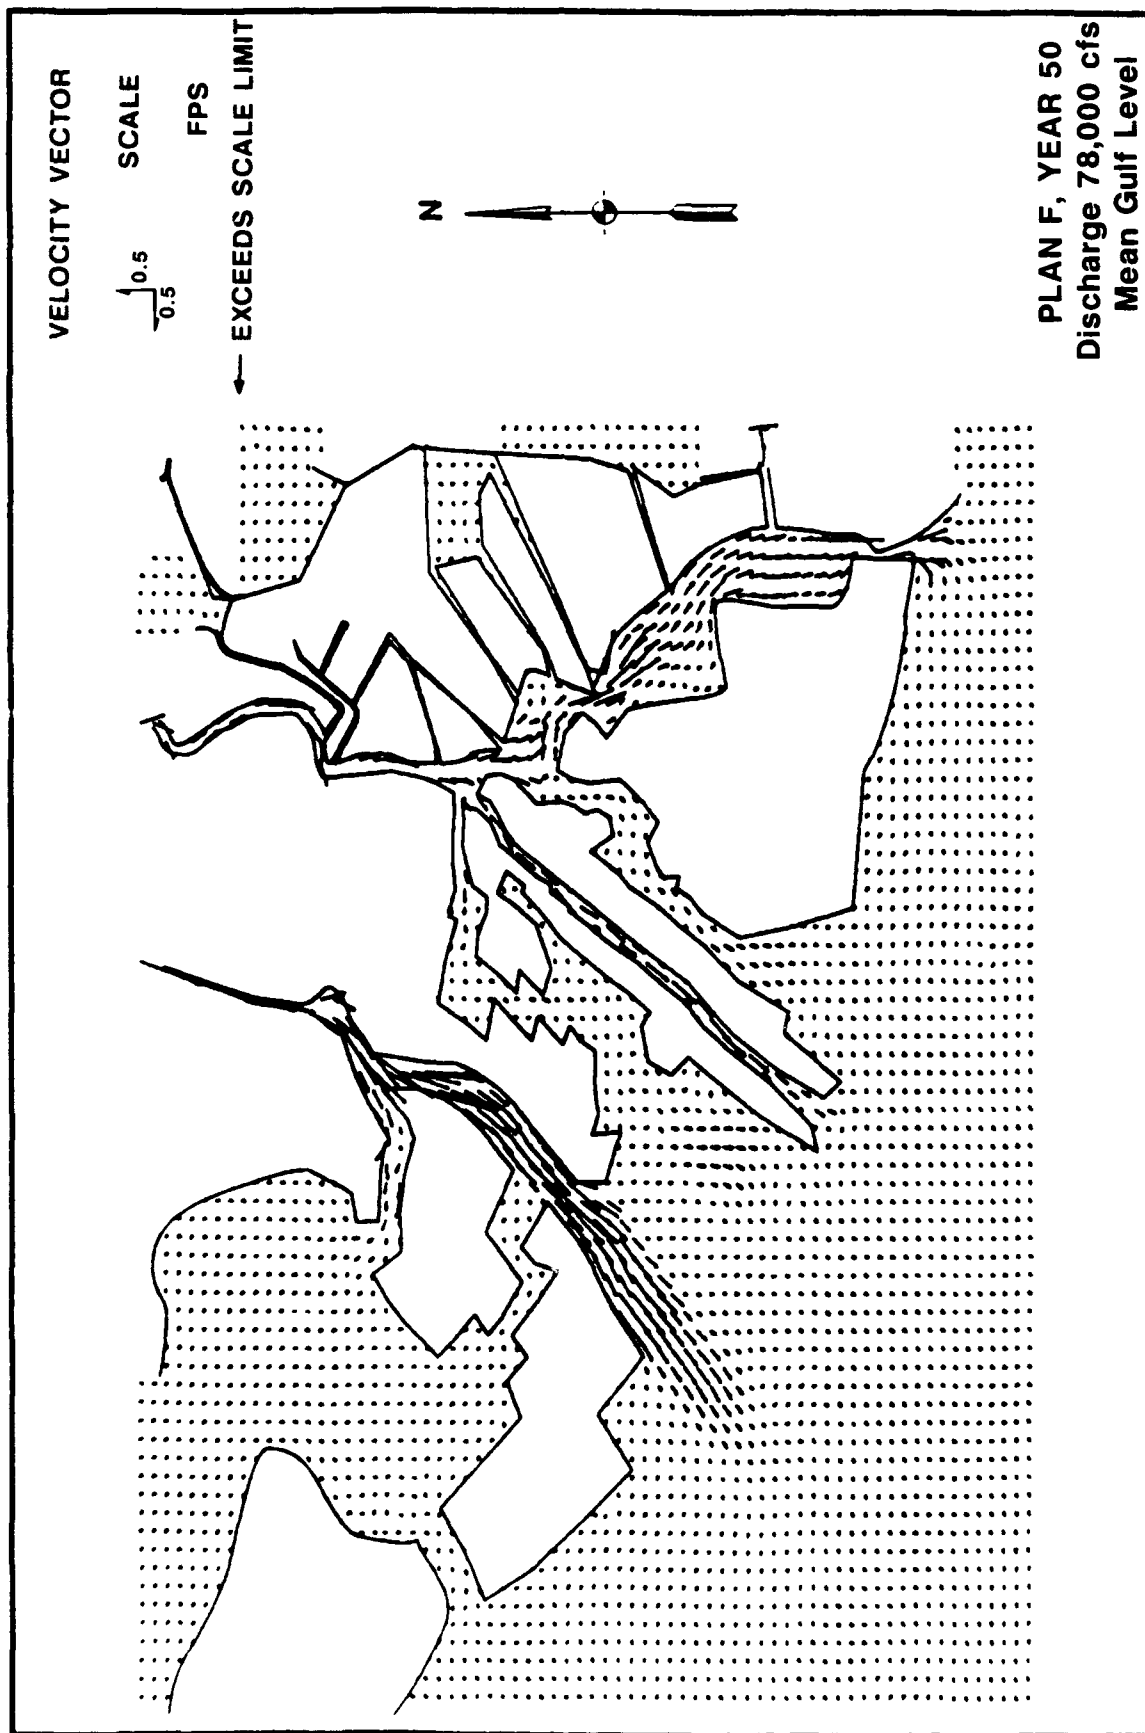 VELOCITY VECTOR
SCALE
0.5
0.5
FPS
← EXCEEDS SCALE LIMIT
N
PLAN F, YEAR 50
Discharge 78,000 cfs
Mean Gulf Level